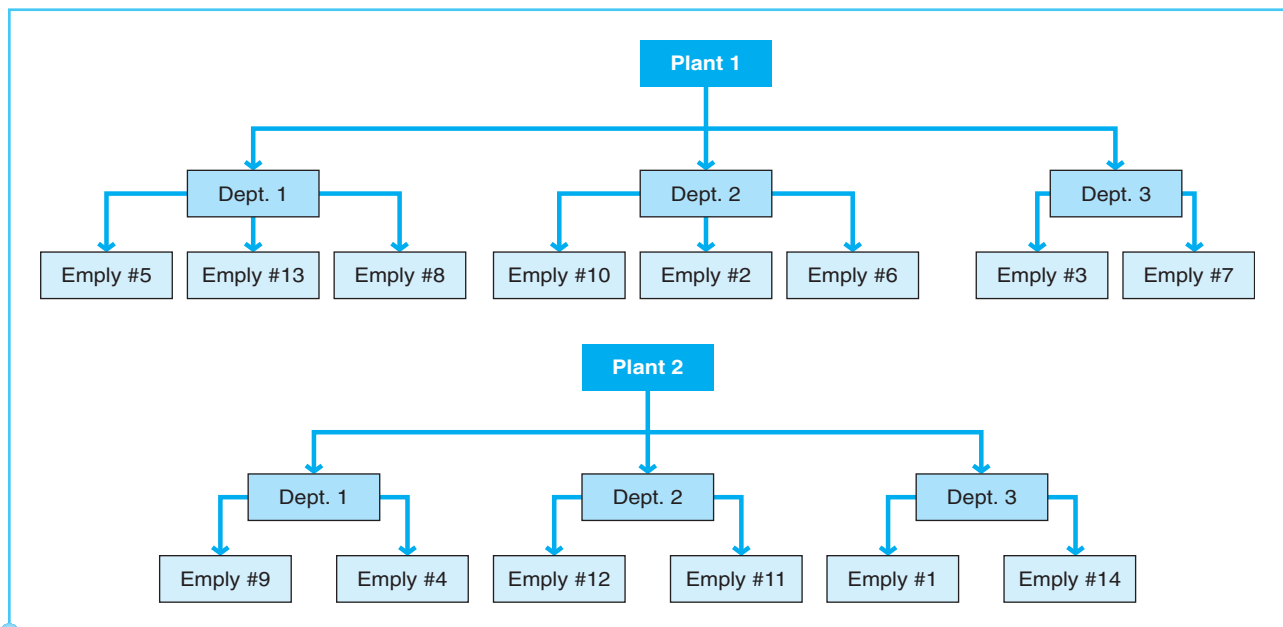 Plant 1
Dept. 1 Dept. 2 Dept. 3
Emply #5 Emply #13 Emply #8 Emply #10 Emply #2 Emply #6 Emply #3 Emply #7
Plant 2
Dept. 1 Dept. 2 Dept. 3
Emply #9 Emply #4 Emply #12 Emply #11 Emply #1 Emply #14